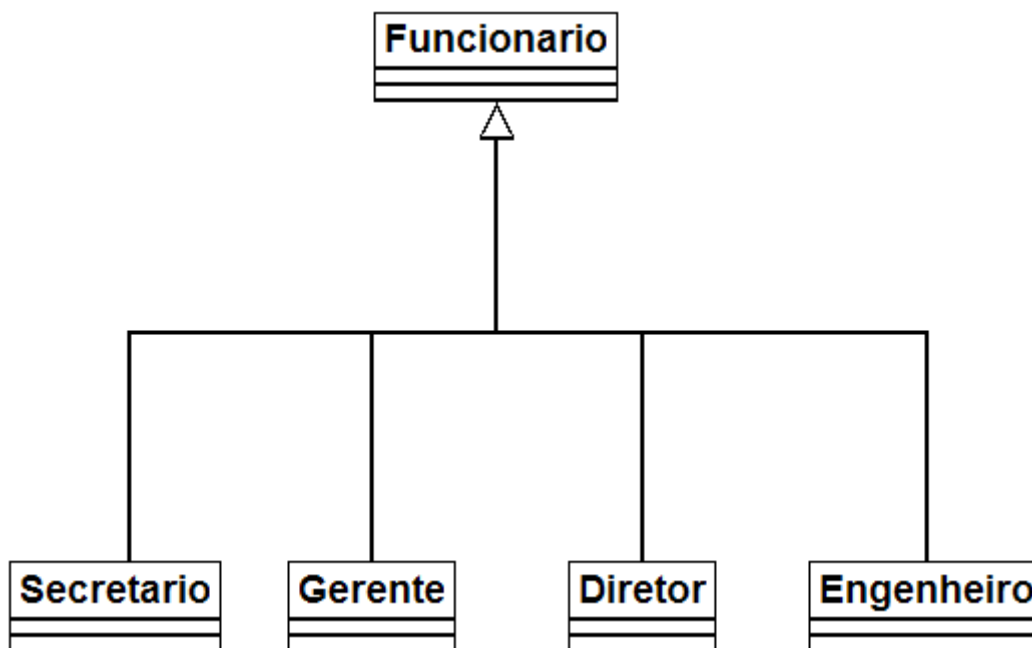 Funcionario
Secretario
Gerente
Diretor
Engenheiro